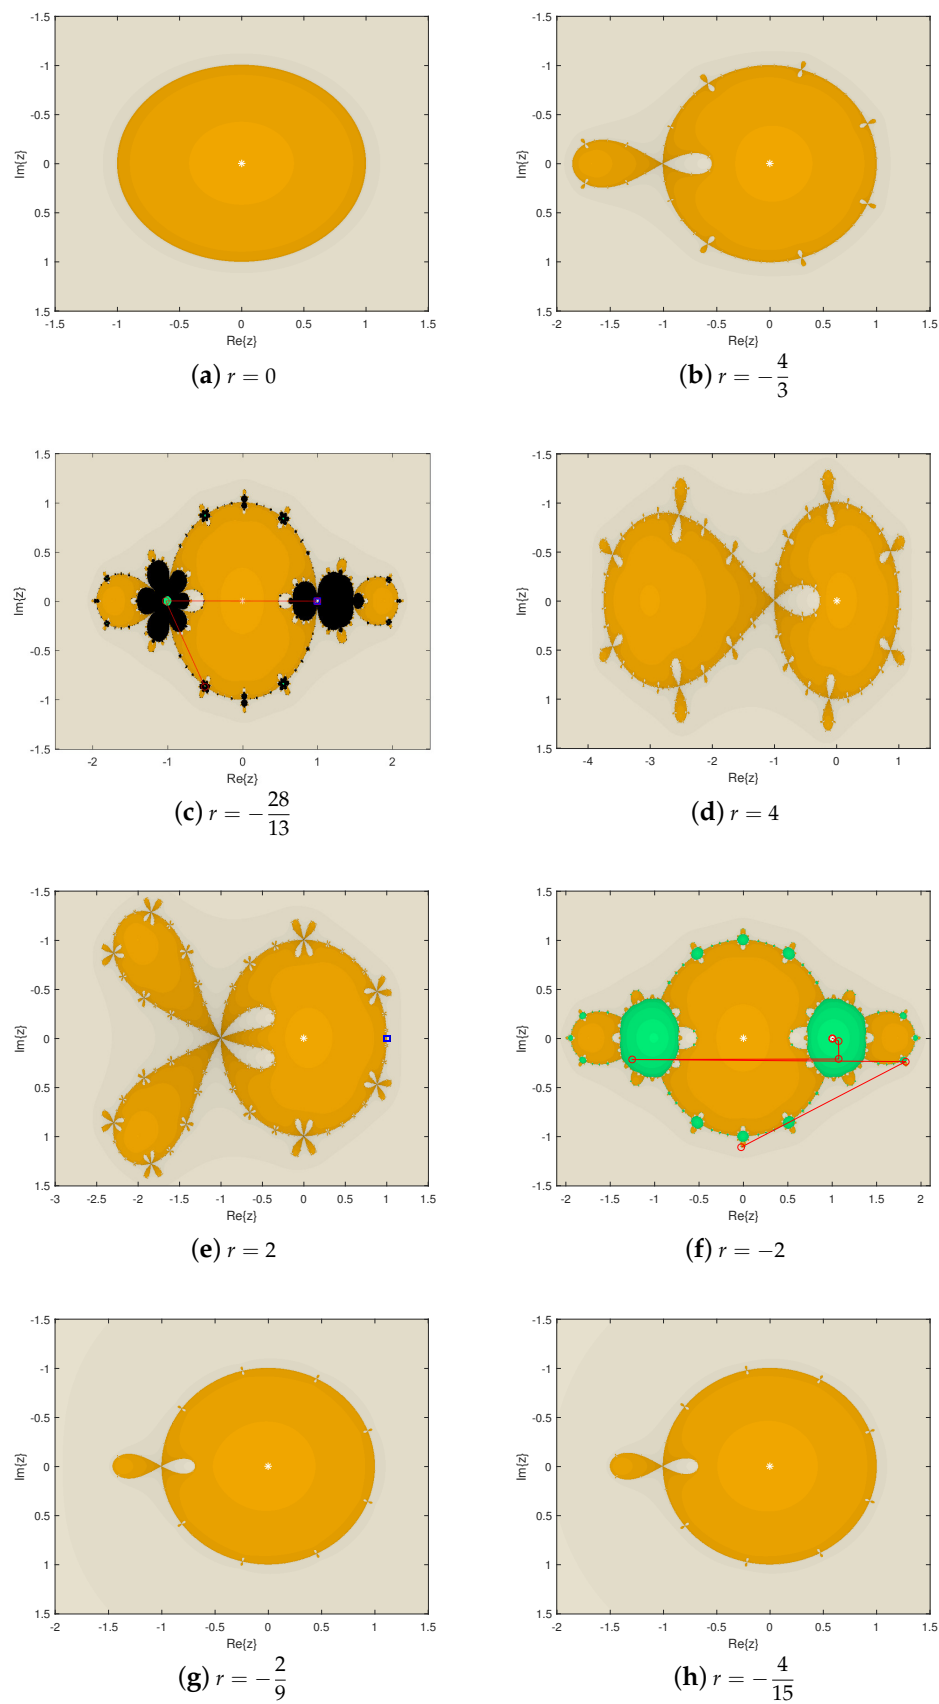 -1.5
-1
-0.5
0
0.5
1
1.5
Im{z}
-1.5 -1 -0.5 0 0.5 1 1.5
Re{z}
(a) r = 0
-1.5
-1
-0.5
0
0.5
1
1.5
Im{z}
-2 -1.5 -1 -0.5 0 0.5 1 1.5
Re{z}
(b) r = −4/3
1.5
1
0.5
0
-0.5
-1
-1.5
Im{z}
-2 -1 0 1 2
Re{z}
(c) r = −28/13
-1.5
-1
-0.5
0
0.5
1
1.5
Im{z}
-4 -3 -2 -1 0 1
Re{z}
(d) r = 4
-1.5
-1
-0.5
0
0.5
1
1.5
Im{z}
-3 -2.5 -2 -1.5 -1 -0.5 0 0.5 1 1.5
Re{z}
(e) r = 2
1.5
1
0.5
0
-0.5
-1
-1.5
Im{z}
-2 -1.5 -1 -0.5 0 0.5 1 1.5 2
Re{z}
(f) r = −2
-1.5
-1
-0.5
0
0.5
1
1.5
Im{z}
-2 -1.5 -1 -0.5 0 0.5 1 1.5
Re{z}
(g) r = −2/9
-1.5
-1
-0.5
0
0.5
1
1.5
Im{z}
-2 -1.5 -1 -0.5 0 0.5 1 1.5
Re{z}
(h) r = −4/15